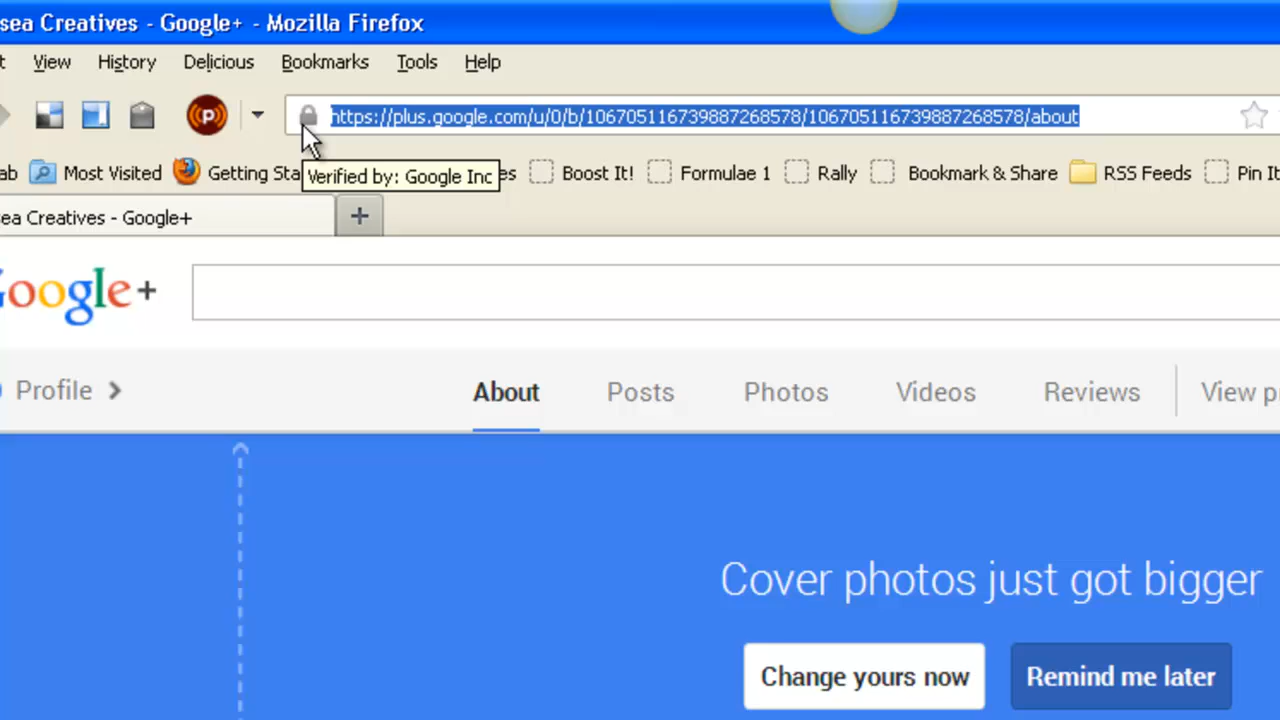 sea Creatives - Google+ - Mozilla Firefox
t View History Delicious Bookmarks Tools Help
P https://plus.google.com/u/0/b/106705116739887268578/106705116739887268578/about
ab Most Visited Getting Sta es Boost It! Formulae 1 Rally Bookmark & Share RSS Feeds Pin It
Verified by: Google Inc
sea Creatives - Google+ +
Google+
Profile > About Posts Photos Videos Reviews View p
Cover photos just got bigger
Change yours now Remind me later